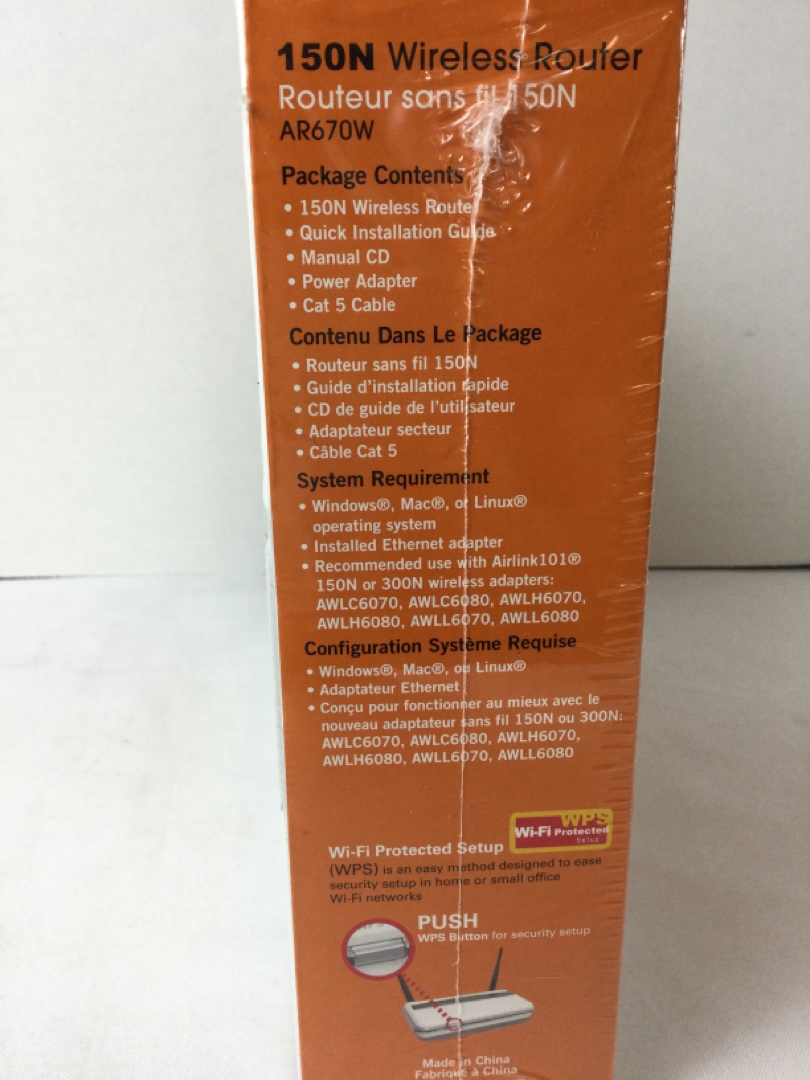 150N Wireless Router
Routeur sans fil 150N
AR670W
Package Contents
• 150N Wireless Router
• Quick Installation Guide
• Manual CD
• Power Adapter
• Cat 5 Cable
Contenu Dans Le Package
• Routeur sans fil 150N
• Guide d'installation rapide
• CD de guide de l'utilisateur
• Adaptateur secteur
• Câble Cat 5
System Requirement
• Windows®, Mac®, or Linux®
operating system
• Installed Ethernet adapter
• Recommended use with Airlink101®
150N or 300N wireless adapters:
AWLC6070, AWLC6080, AWLH6070,
AWLH6080, AWLL6070, AWLL6080
Configuration Système Requise
• Windows®, Mac®, ou Linux®
• Adaptateur Ethernet
• Conçu pour fonctionner au mieux avec le
nouveau adaptateur sans fil 150N ou 300N:
AWLC6070, AWLC6080, AWLH6070,
AWLH6080, AWLL6070, AWLL6080
WPS
Wi-Fi Protected
Setup
Wi-Fi Protected Setup
(WPS) is an easy method designed to ease
security setup in home or small office
Wi-Fi networks
PUSH
WPS Button for security setup
Made in China
Fabriqué à China